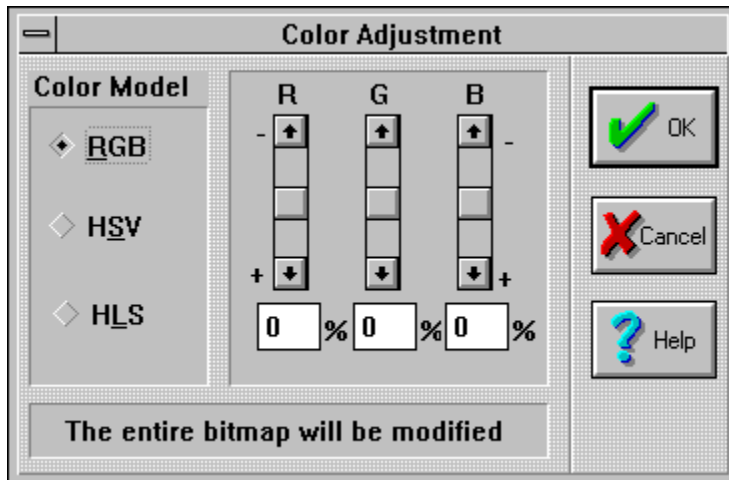 Color Adjustment
Color Model
RGB
HSV
HLS
R G B
- -
+ +
0 % 0 % 0 %
OK
Cancel
Help
The entire bitmap will be modified